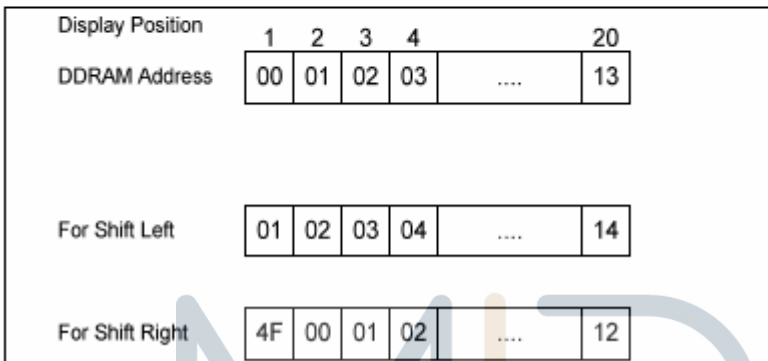 Display Position 1 2 3 4 20
DDRAM Address 00 01 02 03 .... 13
For Shift Left 01 02 03 04 .... 14
For Shift Right 4F 00 01 02 .... 12